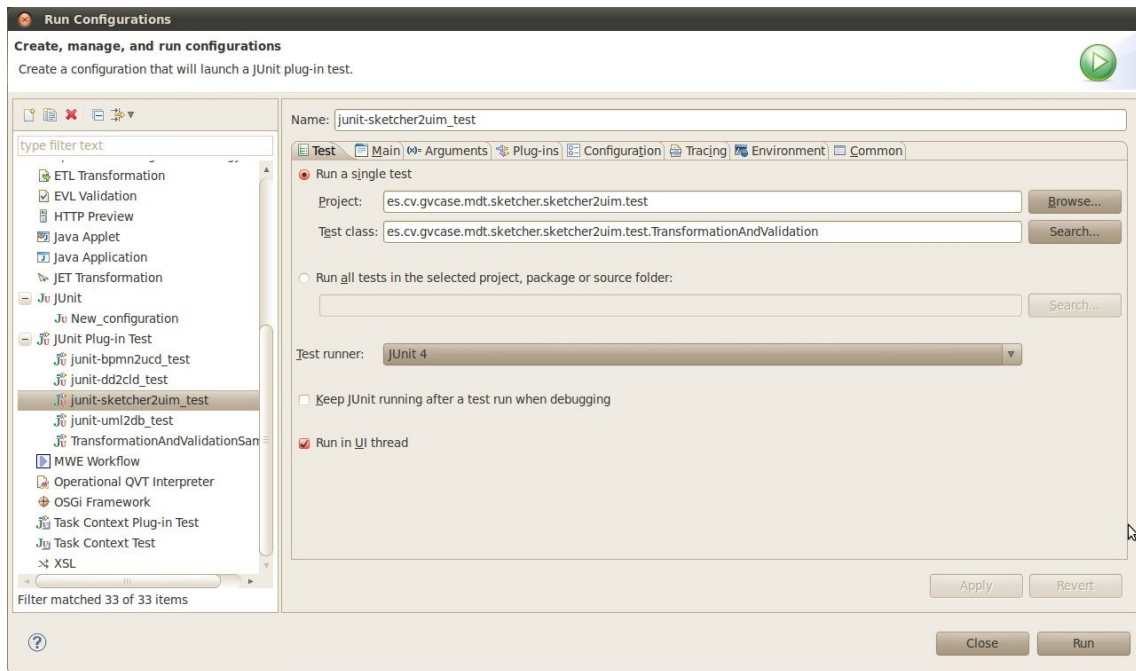 Run Configurations
Create, manage, and run configurations
Create a configuration that will launch a JUnit plug-in test.
type filter text
ETL Transformation
EVL Validation
HTTP Preview
Java Applet
Java Application
JET Transformation
JUnit
New_configuration
JUnit Plug-in Test
junit-bpmn2ucd_test
junit-dd2cld_test
junit-sketcher2uim_test
junit-uml2db_test
TransformationAndValidationSam
MWE Workflow
Operational QVT Interpreter
OSGi Framework
Task Context Plug-in Test
Task Context Test
XSL
Filter matched 33 of 33 items
Name: junit-sketcher2uim_test
Test Main Arguments Plug-ins Configuration Tracing Environment Common
Run a single test
Project: es.cv.gvcase.mdt.sketcher.sketcher2uim.test Browse...
Test class: es.cv.gvcase.mdt.sketcher.sketcher2uim.test.TransformationAndValidation Search...
Run all tests in the selected project, package or source folder:
Search...
Test runner: JUnit 4
Keep JUnit running after a test run when debugging
Run in UI thread
Apply Revert
Close Run